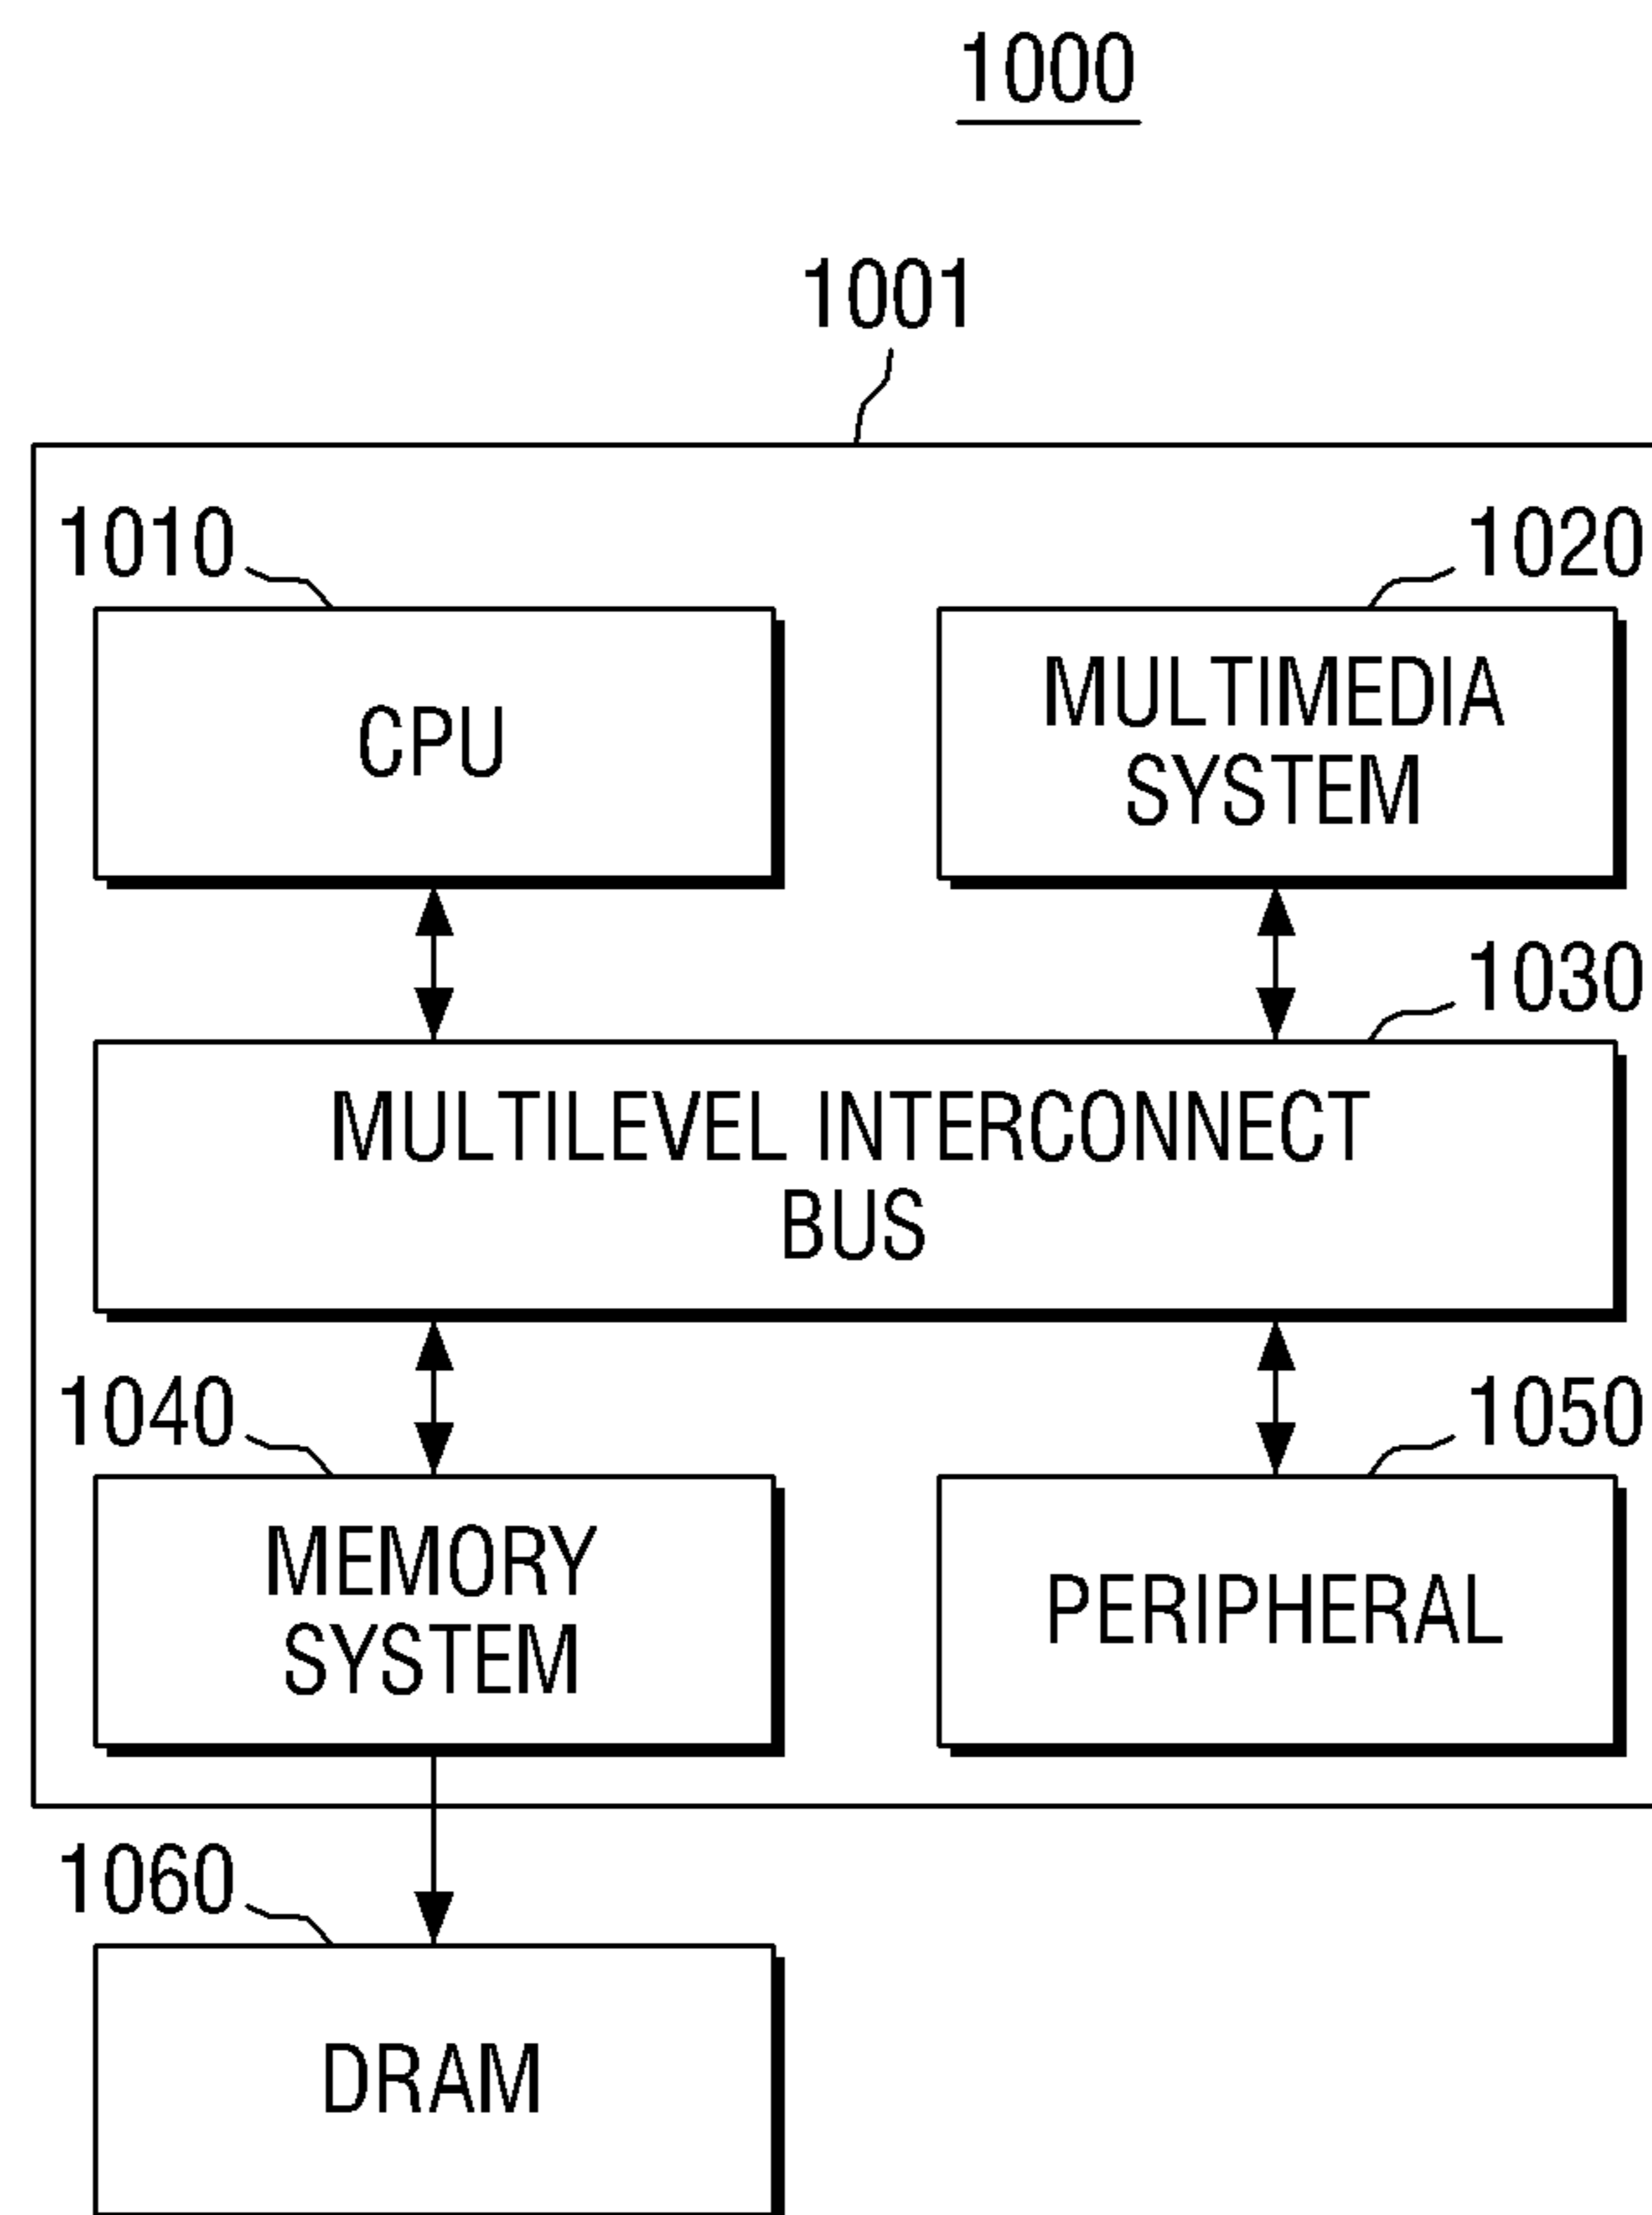 1000
1001
1010
1020
CPU
MULTIMEDIA
SYSTEM
1030
MULTILEVEL INTERCONNECT
BUS
1040
1050
MEMORY
SYSTEM
PERIPHERAL
1060
DRAM